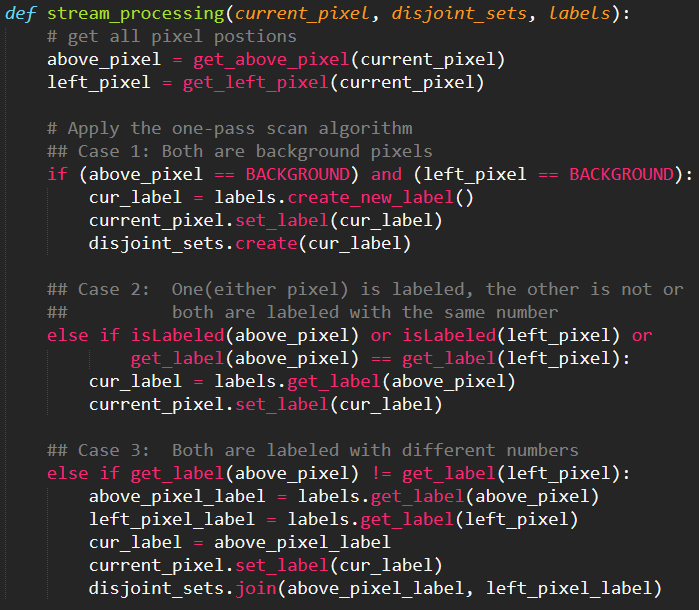 def stream_processing(current_pixel, disjoint_sets, labels):
    # get all pixel postions
    above_pixel = get_above_pixel(current_pixel)
    left_pixel = get_left_pixel(current_pixel)

    # Apply the one-pass scan algorithm
    ## Case 1: Both are background pixels
    if (above_pixel == BACKGROUND) and (left_pixel == BACKGROUND):
        cur_label = labels.create_new_label()
        current_pixel.set_label(cur_label)
        disjoint_sets.create(cur_label)

    ## Case 2:  One(either pixel) is labeled, the other is not or
    ##          both are labeled with the same number
    else if isLabeled(above_pixel) or isLabeled(left_pixel) or
            get_label(above_pixel) == get_label(left_pixel):
        cur_label = labels.get_label(above_pixel)
        current_pixel.set_label(cur_label)

    ## Case 3:  Both are labeled with different numbers
    else if get_label(above_pixel) != get_label(left_pixel):
        above_pixel_label = labels.get_label(above_pixel)
        left_pixel_label = labels.get_label(left_pixel)
        cur_label = above_pixel_label
        current_pixel.set_label(cur_label)
        disjoint_sets.join(above_pixel_label, left_pixel_label)